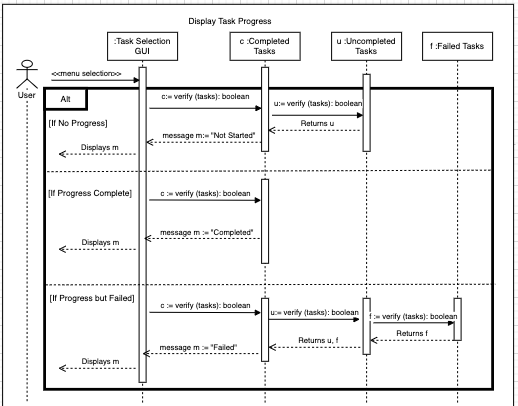 Display Task Progress
:Task Selection
GUI
c :Completed
Tasks
u :Uncompleted
Tasks
f :Failed Tasks
User
<<menu selection>>
Alt
c:= verify (tasks): boolean
u:= verify (tasks): boolean
[If No Progress]
Returns u
message m:= "Not Started"
Displays m
[If Progress Complete]
c := verify (tasks): boolean
message m := "Completed"
Displays m
[If Progress but Failed]
c := verify (tasks): boolean
u:= verify (tasks): boolean
f := verify (tasks): boolean
Returns f
Returns u, f
message m := "Failed"
Displays m